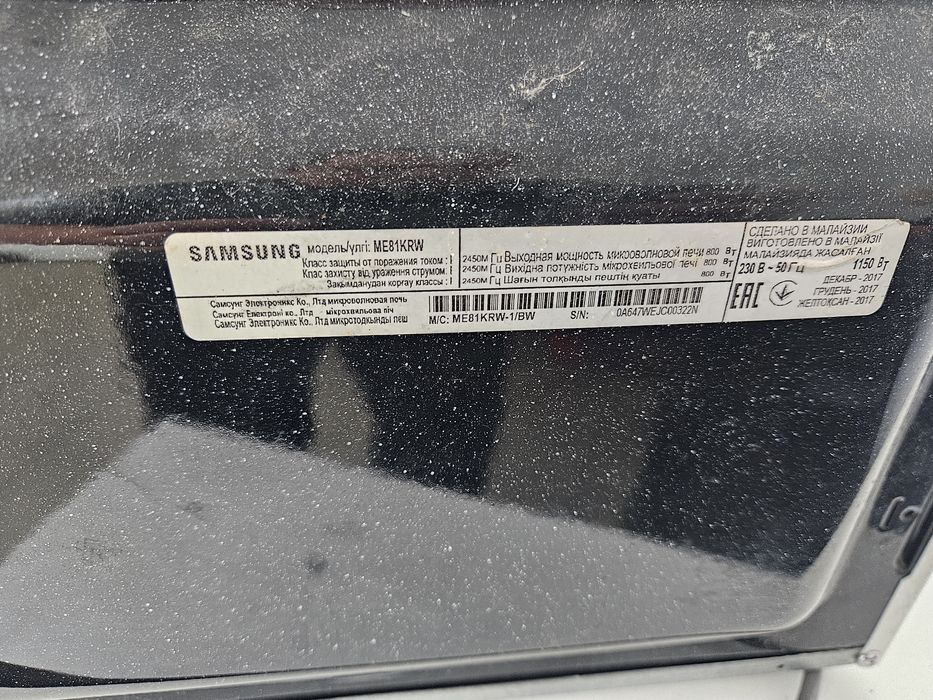 SAMSUNG модель/үлгі: ME81KRW
Класс защиты от поражения током : I
Клас захисту від ураження струмом: I
Зақымданудан қорғау классы : I
2450М Гц Выходная мощность микроволновой печи 800 Вт
2450М Гц Вихідна потужність мікрохвильової печі 800 Вт
2450М Гц Шағын толқынды пештің қуаты 800 Вт
СДЕЛАНО В МАЛАЙЗИИ
ВИГОТОВЛЕНО В МАЛАЙЗІЇ
МАЛАЙЗИЯДА ЖАСАЛҒАН
230 В ~ 50 Гц 1150 Вт
Самсунг Электроникс Ко., Лтд микроволновая печь
Самсунг Електроні ко., Лтд - мікрохвильова піч
Самсунг Электроникс Ко., Лтд микротодкынды пеш
M/C: ME81KRW-1/BW S/N: 0A647WEJC00322N
EAC
ДЕКАБР - 2017
ГРУДЕНЬ - 2017
ЖЕЛТОКСАН - 2017